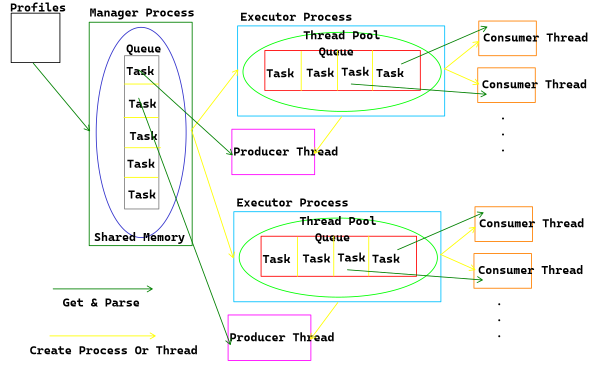 Profiles
Manager Process
Queue
Task
Task
Task
Task
Task
Shared Memory
Executor Process
Thread Pool
Queue
Task Task Task Task
Producer Thread
Consumer Thread
Consumer Thread
.
.
.
Executor Process
Thread Pool
Queue
Task Task Task Task
Producer Thread
Consumer Thread
Consumer Thread
.
.
.
Get & Parse
Create Process Or Thread